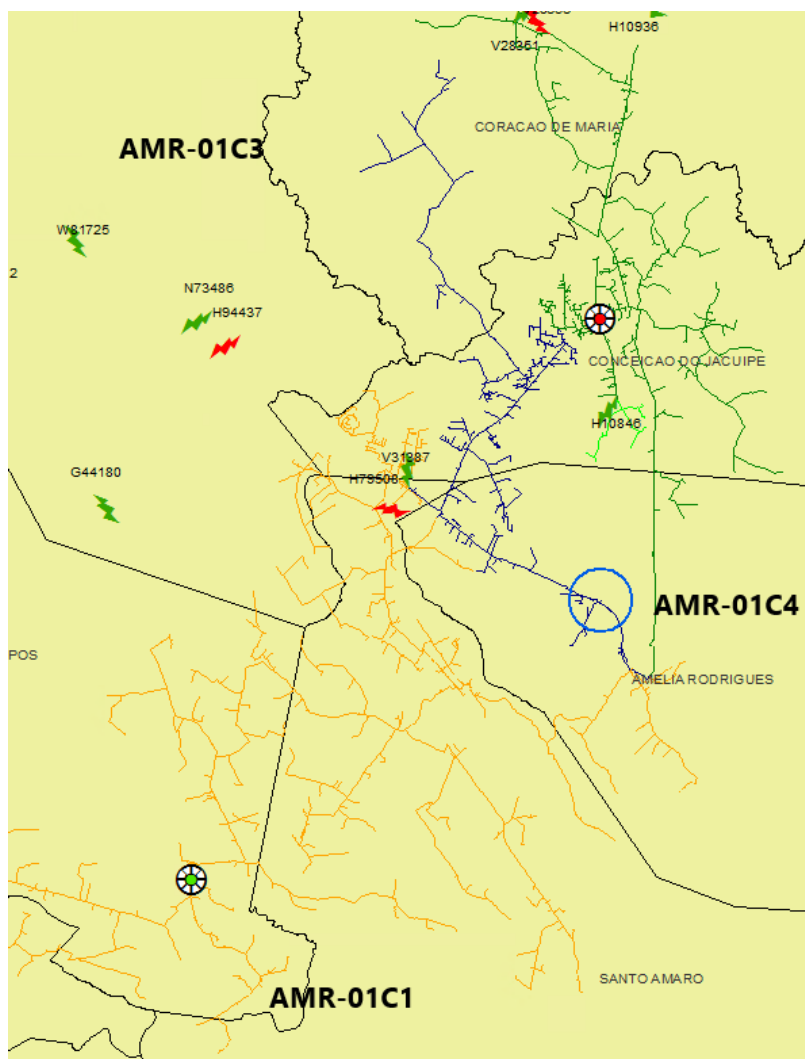 H10936
V28351
CORACAO DE MARIA
AMR-01C3
W81725
2
N73486
H94437
CONCEICAO DO JACUIPE
H10846
V31387
H79508
G44180
AMR-01C4
POS
AMELIA RODRIGUES
SANTO AMARO
AMR-01C1